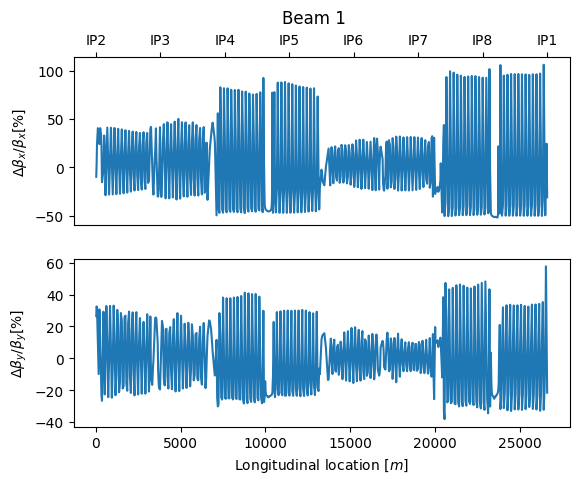 Beam 1
IP2 IP3 IP4 IP5 IP6 IP7 IP8 IP1
100
50
0
−50
Δβx/βx[%]
60
40
20
0
−20
−40
Δβy/βy[%]
0 5000 10000 15000 20000 25000
Longitudinal location [m]